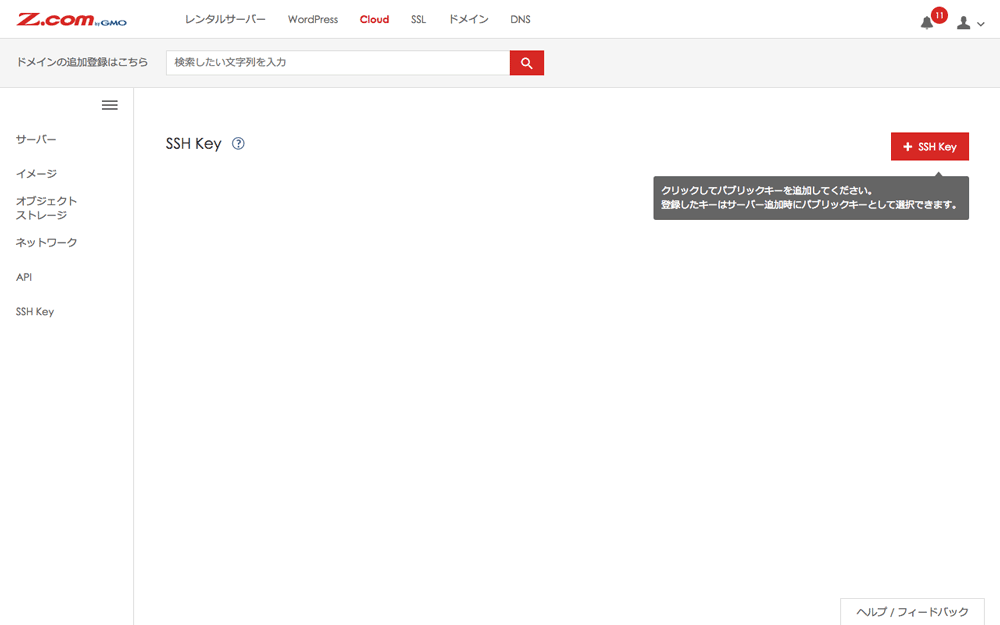 Z.com by GMO
レンタルサーバー WordPress Cloud SSL ドメイン DNS
11
ドメインの追加登録はこちら
検索したい文字列を入力
サーバー
イメージ
オブジェクト
ストレージ
ネットワーク
API
SSH Key
SSH Key ?
+ SSH Key
クリックしてパブリックキーを追加してください。
登録したキーはサーバー追加時にパブリックキーとして選択できます。
ヘルプ / フィードバック